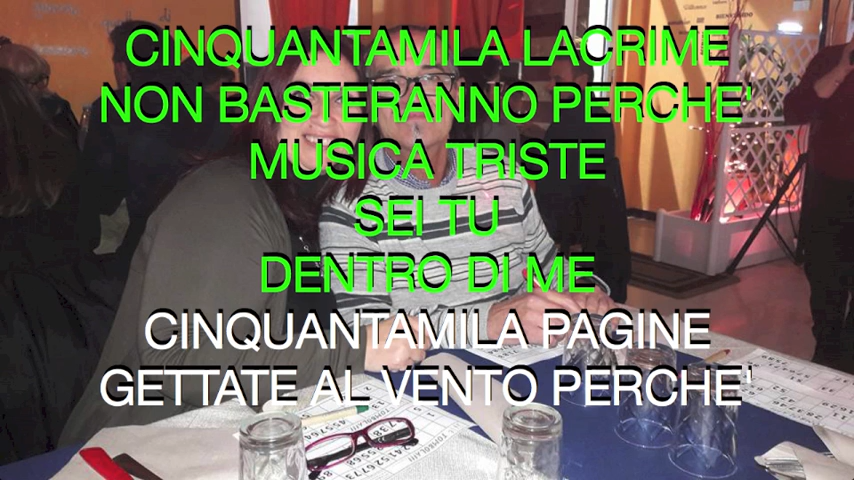 CINQUANTAMILA LACRIME
NON BASTERANNO PERCHE'
MUSICA TRISTE
SEI TU
DENTRO DI ME
CINQUANTAMILA PAGINE
GETTATE AL VENTO PERCHE'